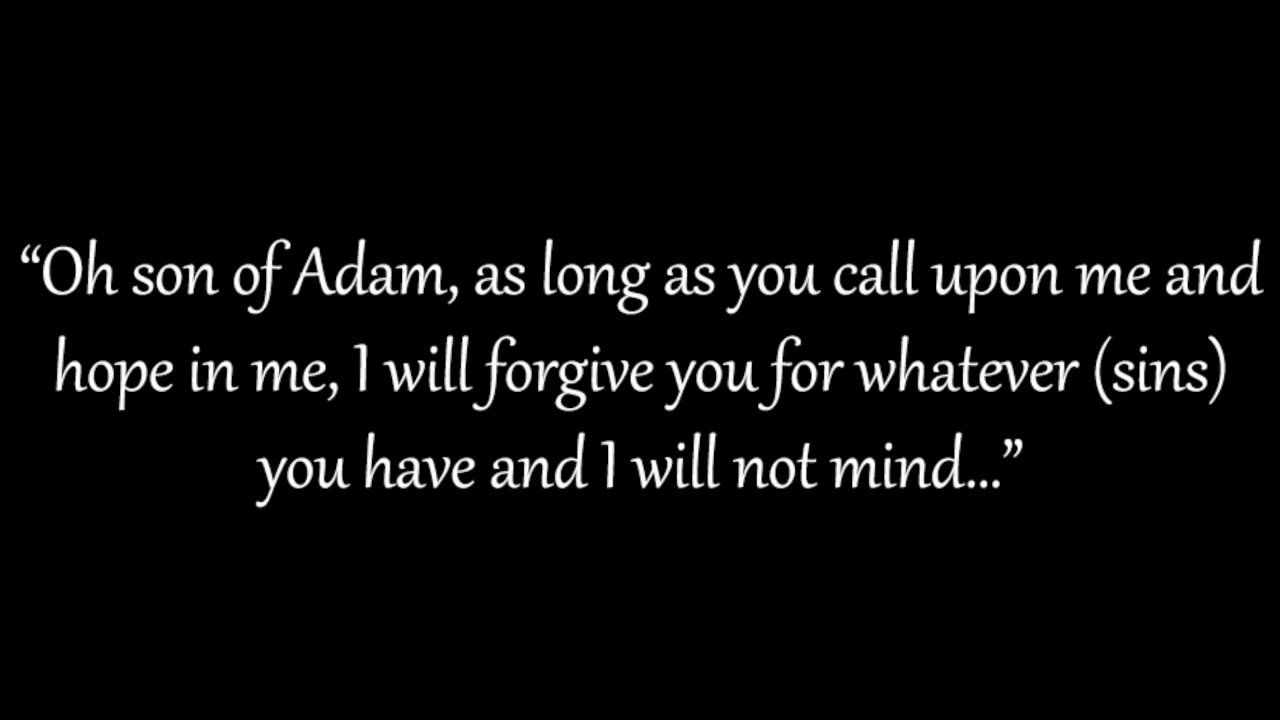 “Oh son of Adam, as long as you call upon me and
hope in me, I will forgive you for whatever (sins)
you have and I will not mind...”